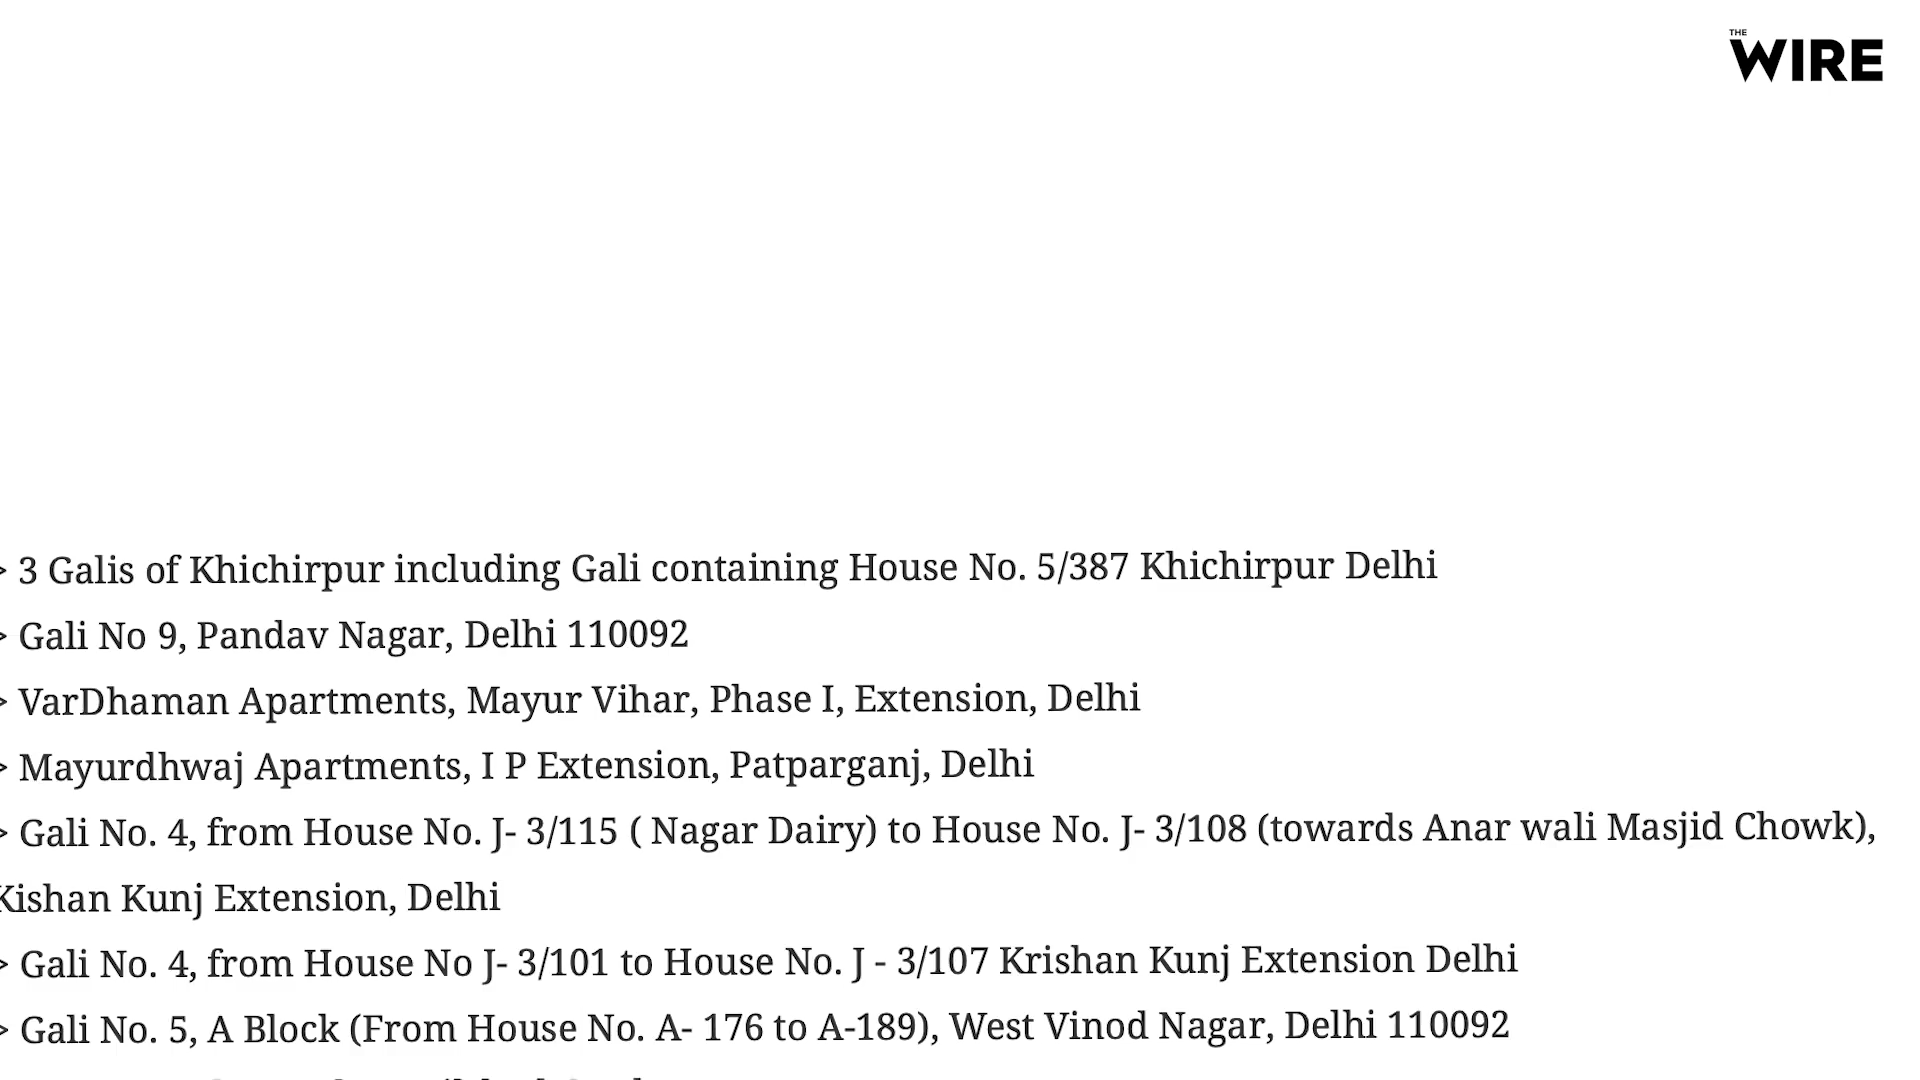 THE
WIRE
> 3 Galis of Khichirpur including Gali containing House No. 5/387 Khichirpur Delhi
> Gali No 9, Pandav Nagar, Delhi 110092
> VarDhaman Apartments, Mayur Vihar, Phase I, Extension, Delhi
> Mayurdhwaj Apartments, I P Extension, Patparganj, Delhi
> Gali No. 4, from House No. J- 3/115 ( Nagar Dairy) to House No. J- 3/108 (towards Anar wali Masjid Chowk),
Kishan Kunj Extension, Delhi
> Gali No. 4, from House No J- 3/101 to House No. J - 3/107 Krishan Kunj Extension Delhi
> Gali No. 5, A Block (From House No. A- 176 to A-189), West Vinod Nagar, Delhi 110092